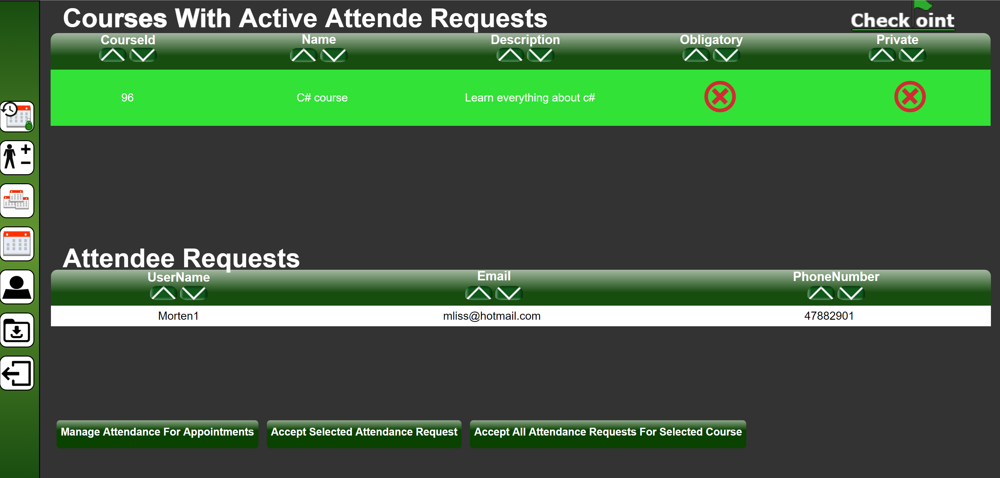 Courses With Active Attende Requests
Check oint
CourseId Name Description Obligatory Private
96 C# course Learn everything about c#
Attendee Requests
UserName Email PhoneNumber
Morten1 mliss@hotmail.com 47882901
Manage Attendance For Appointments Accept Selected Attendance Request Accept All Attendance Requests For Selected Course